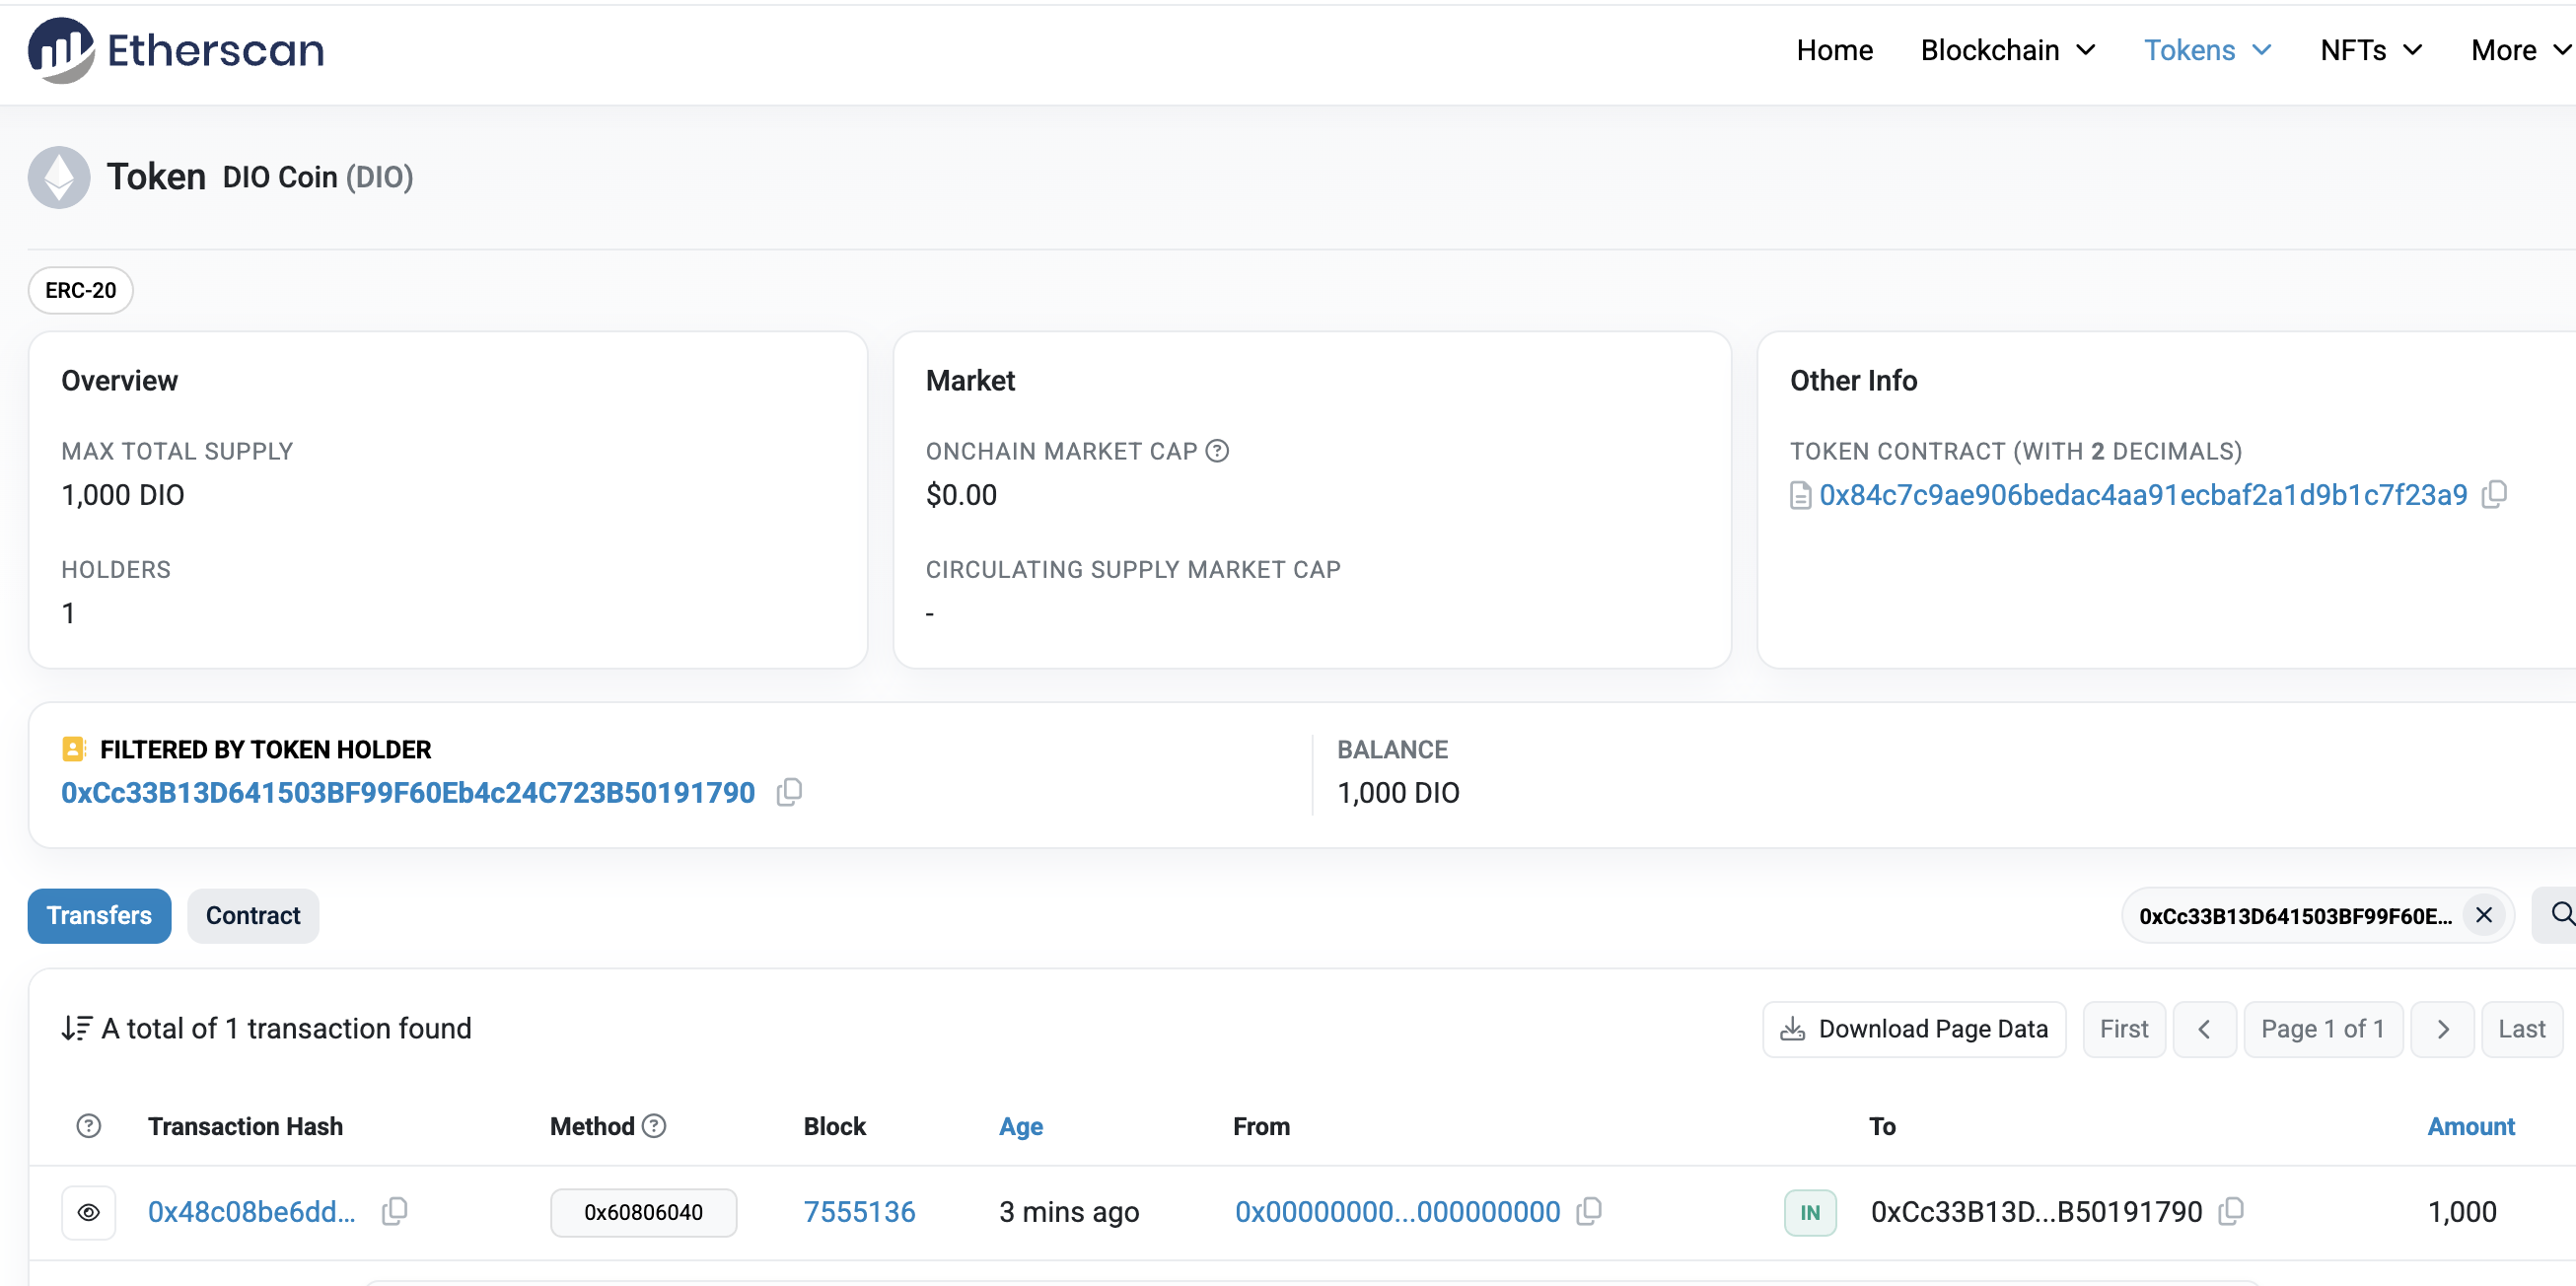 Etherscan
Home Blockchain Tokens NFTs More
Token DIO Coin (DIO)
ERC-20
Overview
MAX TOTAL SUPPLY
1,000 DIO
HOLDERS
1
Market
ONCHAIN MARKET CAP ?
$0.00
CIRCULATING SUPPLY MARKET CAP
-
Other Info
TOKEN CONTRACT (WITH 2 DECIMALS)
0x84c7c9ae906bedac4aa91ecbaf2a1d9b1c7f23a9
FILTERED BY TOKEN HOLDER
0xCc33B13D641503BF99F60Eb4c24C723B50191790
BALANCE
1,000 DIO
Transfers Contract
0xCc33B13D641503BF99F60E...
A total of 1 transaction found
Download Page Data First Page 1 of 1 Last
? Transaction Hash Method ? Block Age From To Amount
0x48c08be6dd... 0x60806040 7555136 3 mins ago 0x00000000...000000000 IN 0xCc33B13D...B50191790 1,000